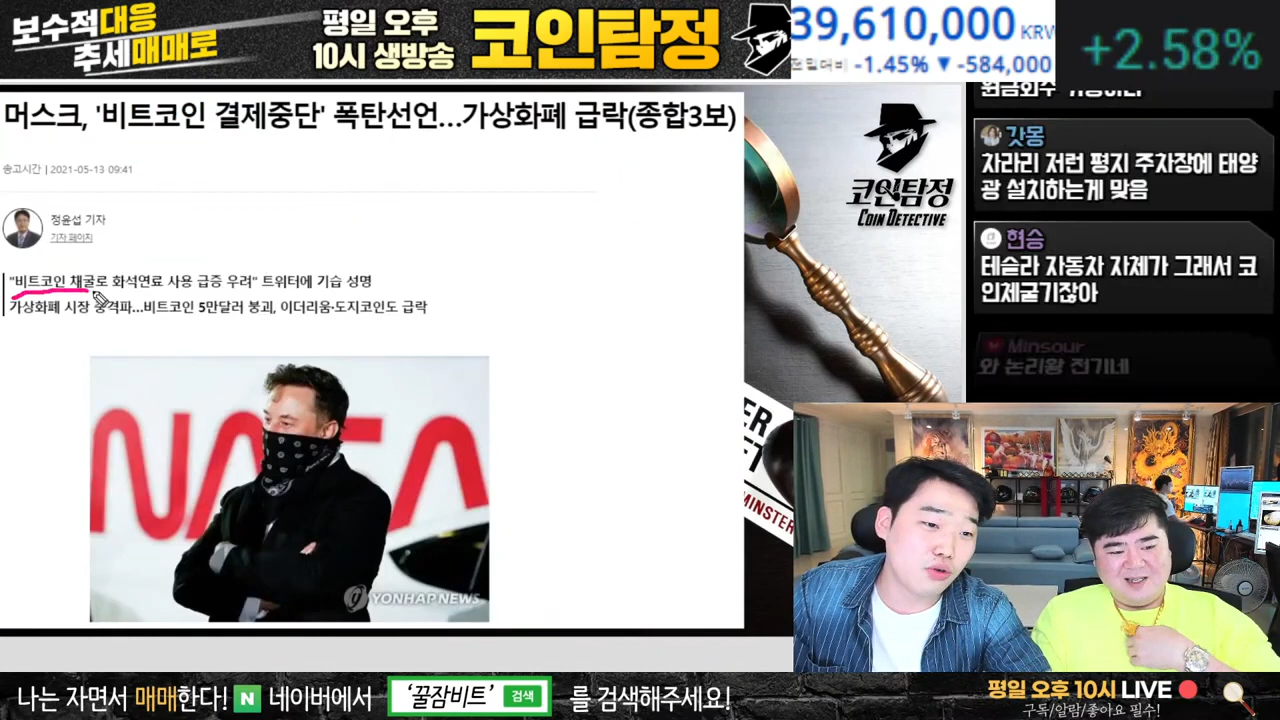 보수적대응
추세매매로
평일 오후
10시 생방송
코인탐정
39,610,000 KRW
전일대비 -1.45% ▼ -584,000
+2.58%
머스크, '비트코인 결제중단' 폭탄선언...가상화폐 급락(종합3보)
송고시간 | 2021-05-13 09:41
정윤섭 기자
기자 페이지
"비트코인 채굴로 화석연료 사용 급증 우려" 트위터에 기습 성명
가상화폐 시장 충격파...비트코인 5만달러 붕괴, 이더리움·도지코인도 급락
NASA
YONHAP NEWS
코인탐정
COIN DETECTIVE
ER
MINSTER
갓몽
차라리 저런 평지 주차장에 태양
광 설치하는게 맞음
현승
테슬라 자동차 자체가 그래서 코
인체굴기잖아
Minsour
와 논리왕 전기네
나는 자면서 매매한다! N 네이버에서 '꿀잠비트' 검색 를 검색해주세요!
평일 오후 10시 LIVE
구독/알람/좋아요 필수!